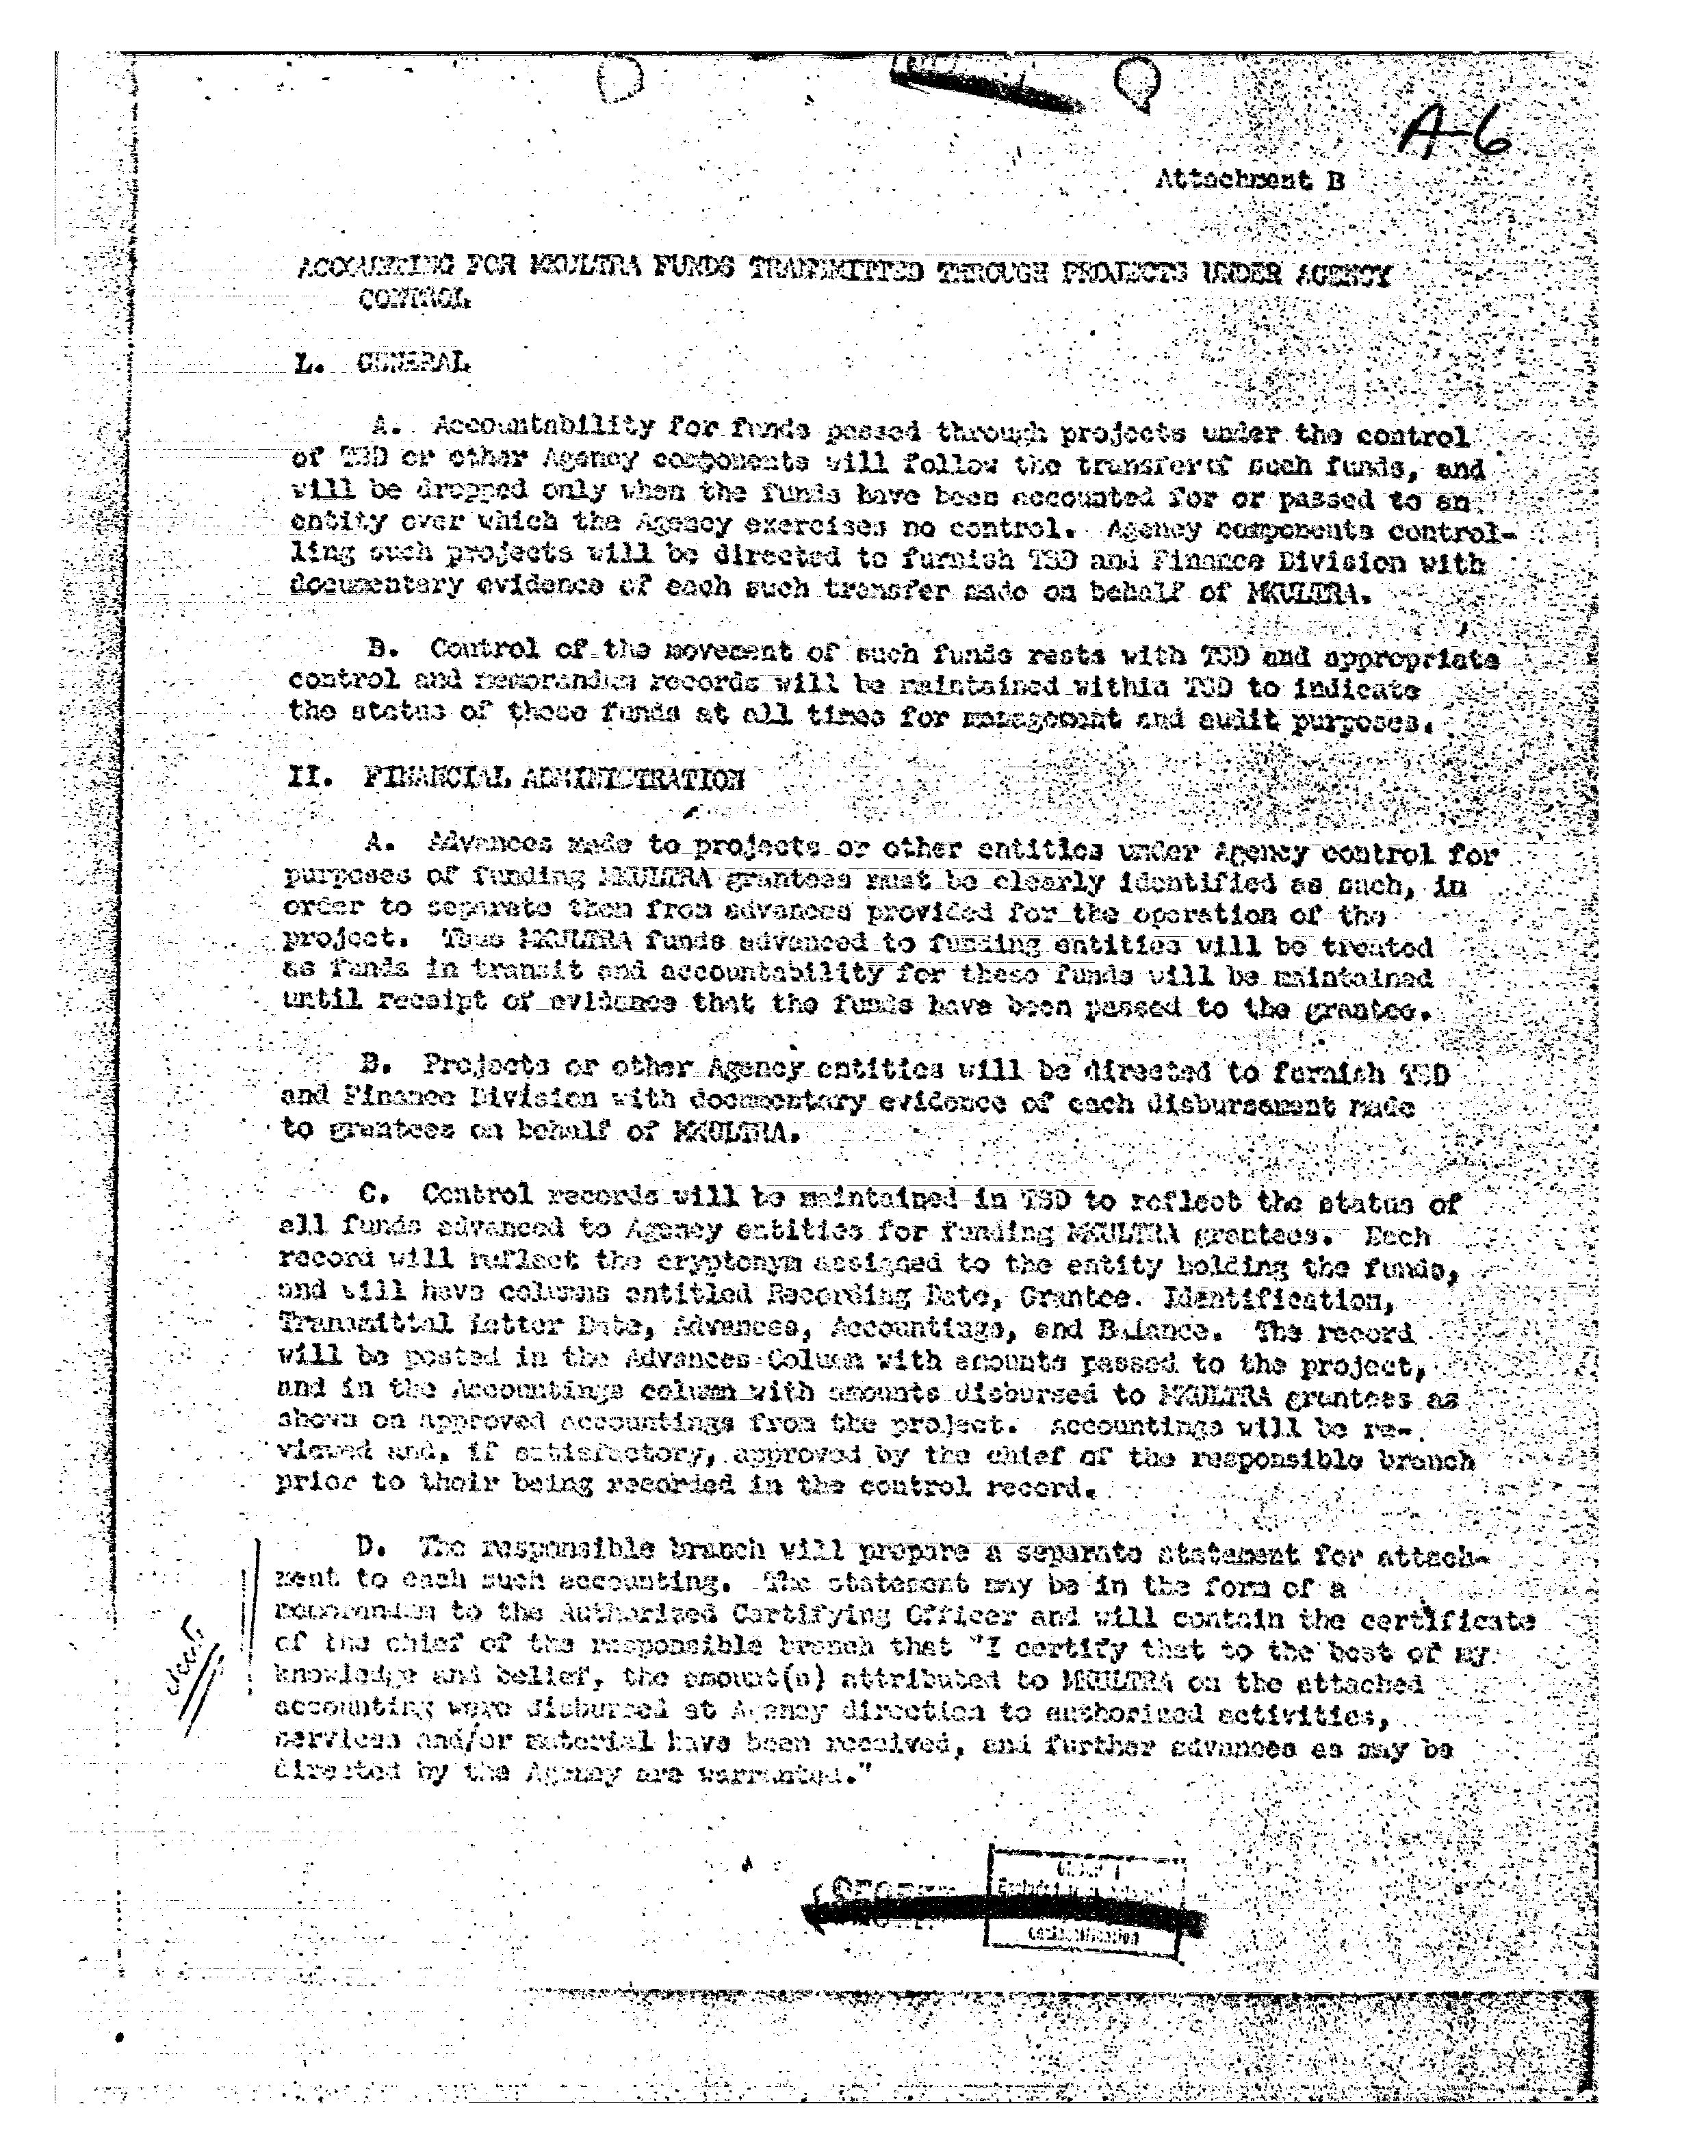 A-6
Attachment B
ACCOUNTING FOR MKULTRA FUNDS TRANSMITTED THROUGH PROJECTS UNDER AGENCY
CONTROL
I. GENERAL
A. Accountability for funds passed through projects under the control
of TSD or other Agency components will follow the transfer of such funds, and
will be dropped only when the funds have been accounted for or passed to an
entity over which the Agency exercises no control. Agency components control-
ling such projects will be directed to furnish TSD and Finance Division with
documentary evidence of each such transfer made on behalf of MKULTRA.
B. Control of the movement of such funds rests with TSD and appropriate
control and memorandum records will be maintained within TSD to indicate
the status of these funds at all times for management and audit purposes.
II. FINANCIAL ADMINISTRATION
A. Advances made to projects or other entities under Agency control for
purposes of funding MKULTRA grantees must be clearly identified as such, in
order to separate them from advances provided for the operation of the
project. Thus MKULTRA funds advanced to funding entities will be treated
as funds in transit and accountability for these funds will be maintained
until receipt of evidence that the funds have been passed to the grantee.
B. Projects or other Agency entities will be directed to furnish TSD
and Finance Division with documentary evidence of each disbursement made
to grantees on behalf of MKULTRA.
C. Control records will be maintained in TSD to reflect the status of
all funds advanced to Agency entities for funding MKULTRA grantees. Each
record will reflect the cryptonym assigned to the entity holding the funds,
and will have columns entitled Recording Date, Grantee. Identification,
Transmittal Letter Date, Advances, Accountings, and Balance. The record
will be posted in the Advances Column with amounts passed to the project,
and in the Accountings column with amounts disbursed to MKULTRA grantees as
shown on approved accountings from the project. Accountings will be re-
viewed and, if satisfactory, approved by the chief of the responsible branch
prior to their being recorded in the control record.
D. The responsible branch will prepare a separate statement for attach-
ment to each such accounting. The statement may be in the form of a
memorandum to the Authorized Certifying Officer and will contain the certificate
of the chief of the responsible branch that "I certify that to the best of my
knowledge and belief, the amount(s) attributed to MKULTRA on the attached
accounting were disbursed at Agency direction to authorized activities,
services and/or material have been received, and further advances as may be
directed by the Agency are warranted."
SECRET